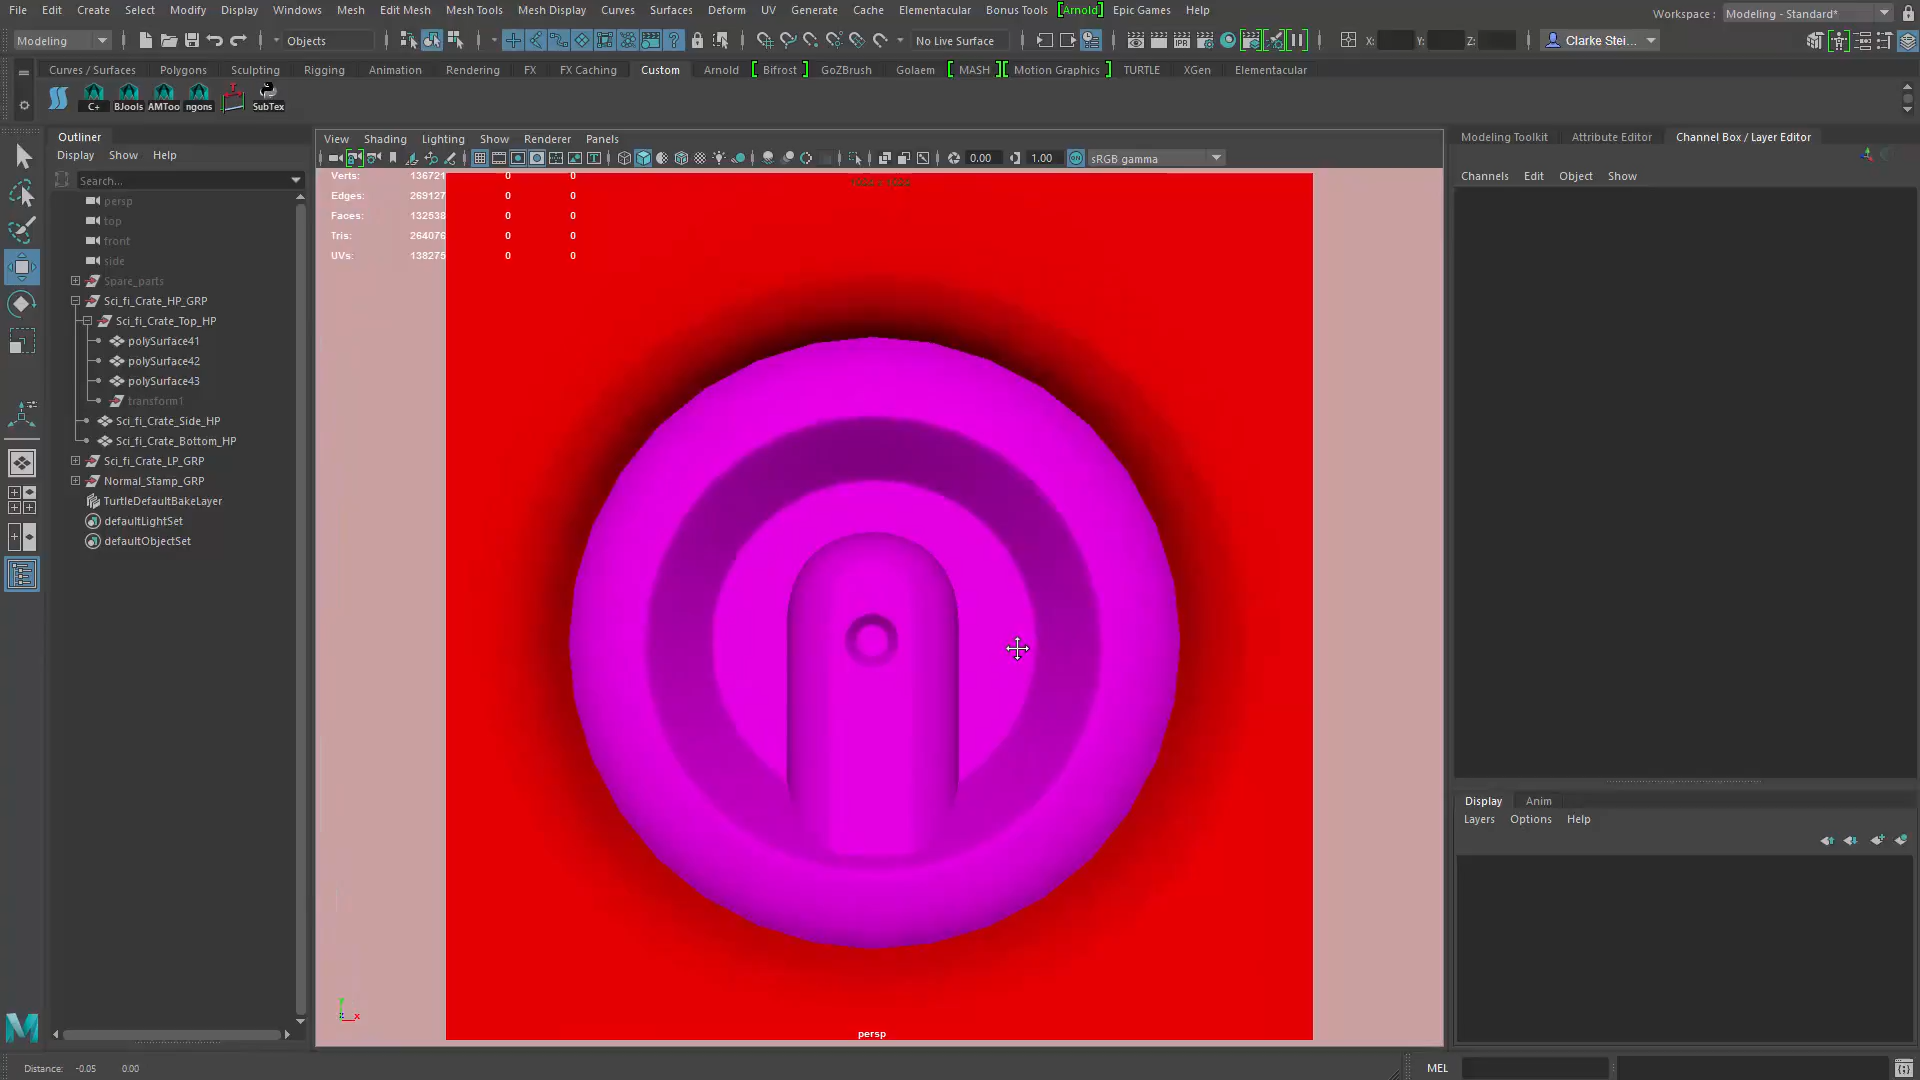 File Edit Create Select Modify Display Windows Mesh Edit Mesh Mesh Tools Mesh Display Curves Surfaces Deform UV Generate Cache Elementacular Bonus Tools [Arnold] Epic Games Help
Workspace : Modeling - Standard*
Modeling Objects No Live Surface X: Y: Z: Clarke Stei...
Curves / Surfaces Polygons Sculpting Rigging Animation Rendering FX FX Caching Custom Arnold [ Bifrost ] GoZBrush Golaem [ MASH ] [ Motion Graphics ] TURTLE XGen Elementacular
C+ BJools AMToo ngons SubTex
Outliner
Display Show Help
Search...
persp
top
front
side
Spare_parts
Sci_fi_Crate_HP_GRP
Sci_fi_Crate_Top_HP
polySurface41
polySurface42
polySurface43
transform1
Sci_fi_Crate_Side_HP
Sci_fi_Crate_Bottom_HP
Sci_fi_Crate_LP_GRP
Normal_Stamp_GRP
TurtleDefaultBakeLayer
defaultLightSet
defaultObjectSet
View Shading Lighting Show Renderer Panels
0.00 1.00 sRGB gamma
Verts: 136721 0 0
Edges: 269127 0 0
Faces: 132538 0 0
Tris: 264076 0 0
UVs: 138275 0 0
persp
Modeling Toolkit Attribute Editor Channel Box / Layer Editor
Channels Edit Object Show
Display Anim
Layers Options Help
Distance: -0.05 0.00
MEL